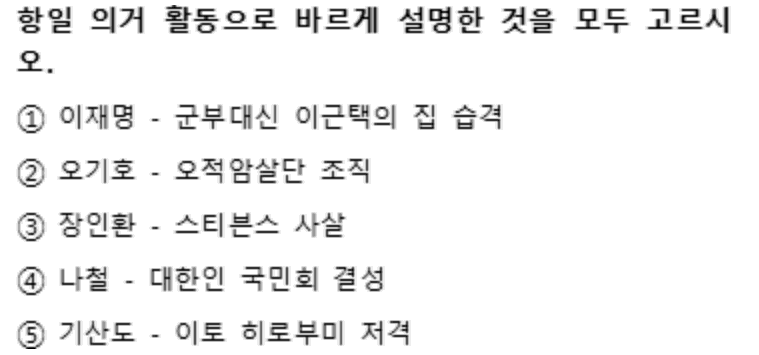 항일 의거 활동으로 바르게 설명한 것을 모두 고르시
오.
① 이재명 - 군부대신 이근택의 집 습격
② 오기호 - 오적암살단 조직
③ 장인환 - 스티븐스 사살
④ 나철 - 대한인 국민회 결성
⑤ 기산도 - 이토 히로부미 저격